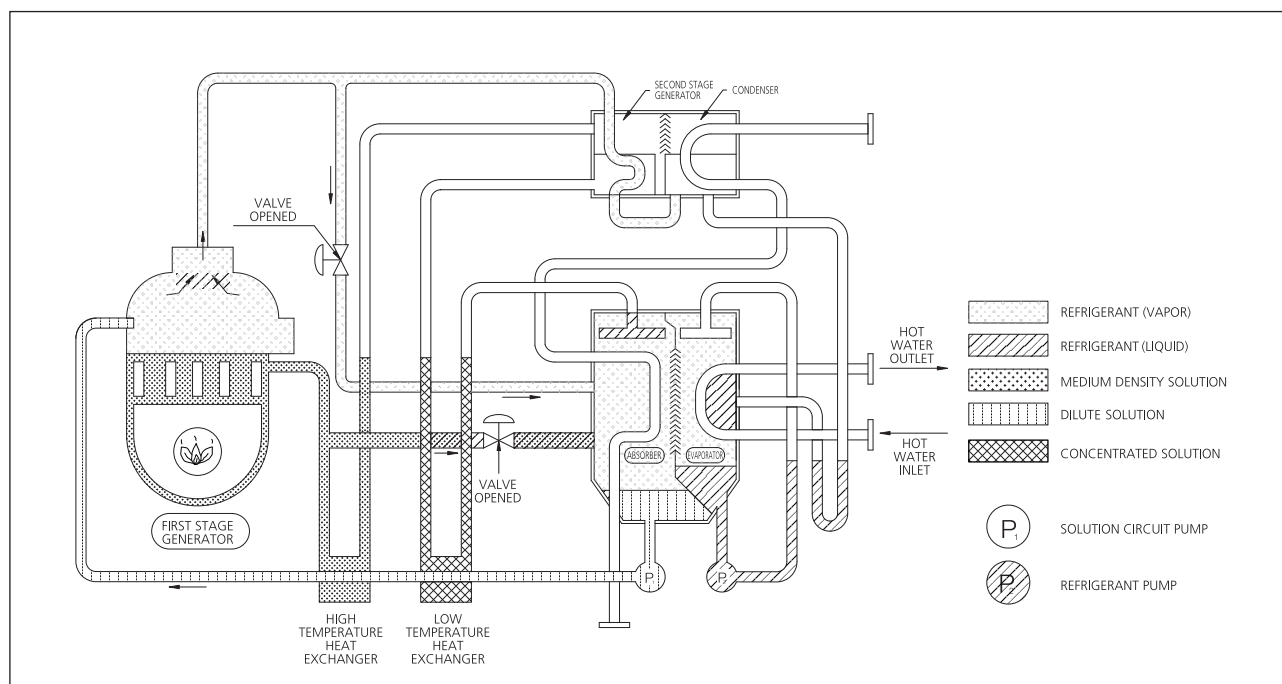 SECOND STAGE
GENERATOR
CONDENSER
VALVE
OPENED
HOT
WATER
OUTLET
HOT
WATER
INLET
ABSORBER
EVAPORATOR
VALVE
OPENED
FIRST STAGE
GENERATOR
P
P
HIGH
TEMPERATURE
HEAT
EXCHANGER
LOW
TEMPERATURE
HEAT
EXCHANGER
REFRIGERANT (VAPOR)
REFRIGERANT (LIQUID)
MEDIUM DENSITY SOLUTION
DILUTE SOLUTION
CONCENTRATED SOLUTION
P1
SOLUTION CIRCUIT PUMP
P2
REFRIGERANT PUMP